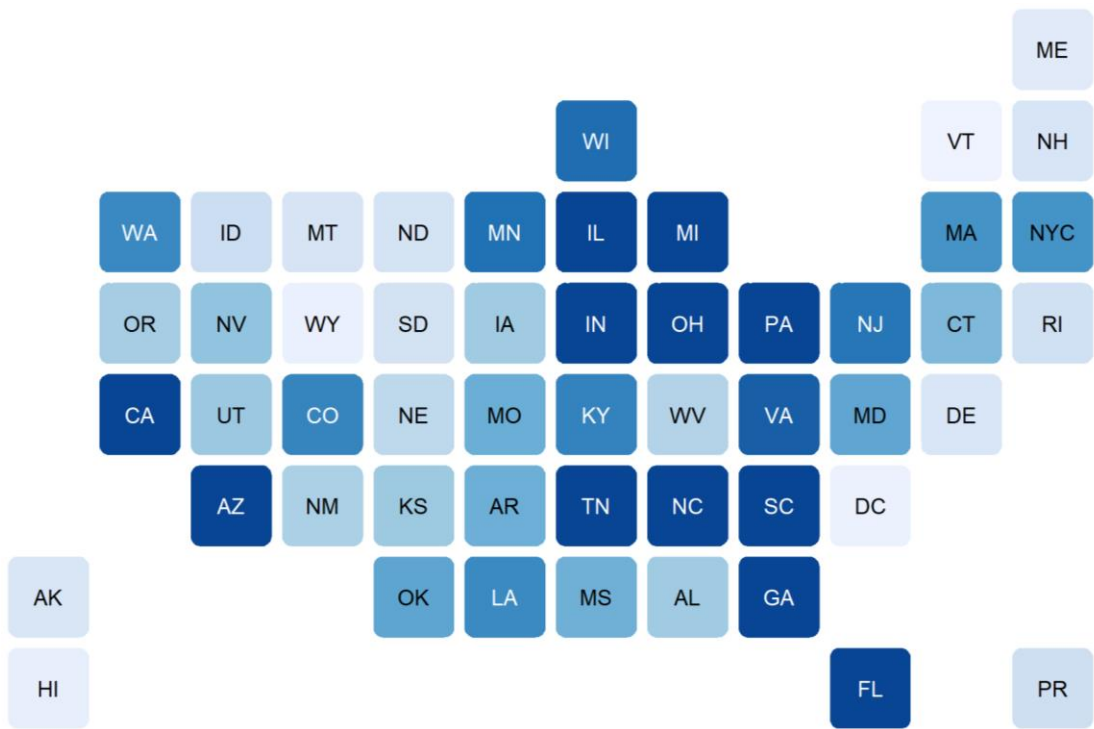 ME
WI VT NH
WA ID MT ND MN IL MI MA NYC
OR NV WY SD IA IN OH PA NJ CT RI
CA UT CO NE MO KY WV VA MD DE
AZ NM KS AR TN NC SC DC
AK OK LA MS AL GA
HI FL PR